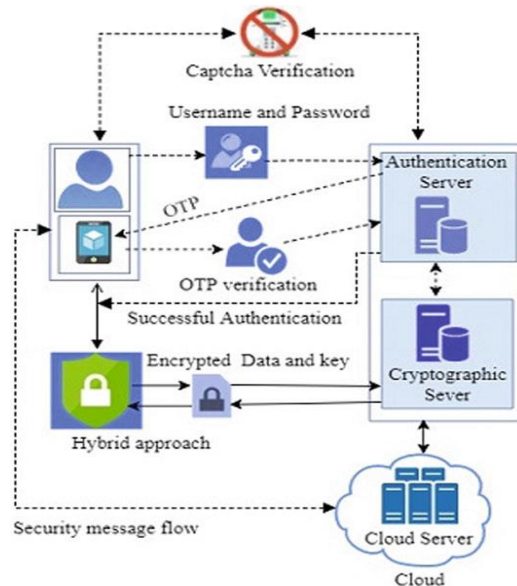 Captcha Verification
Username and Password
Authentication
Server
OTP
OTP verification
Successful Authentication
Encrypted Data and key
Cryptographic
Sever
Hybrid approach
Security message flow
Cloud Server
Cloud